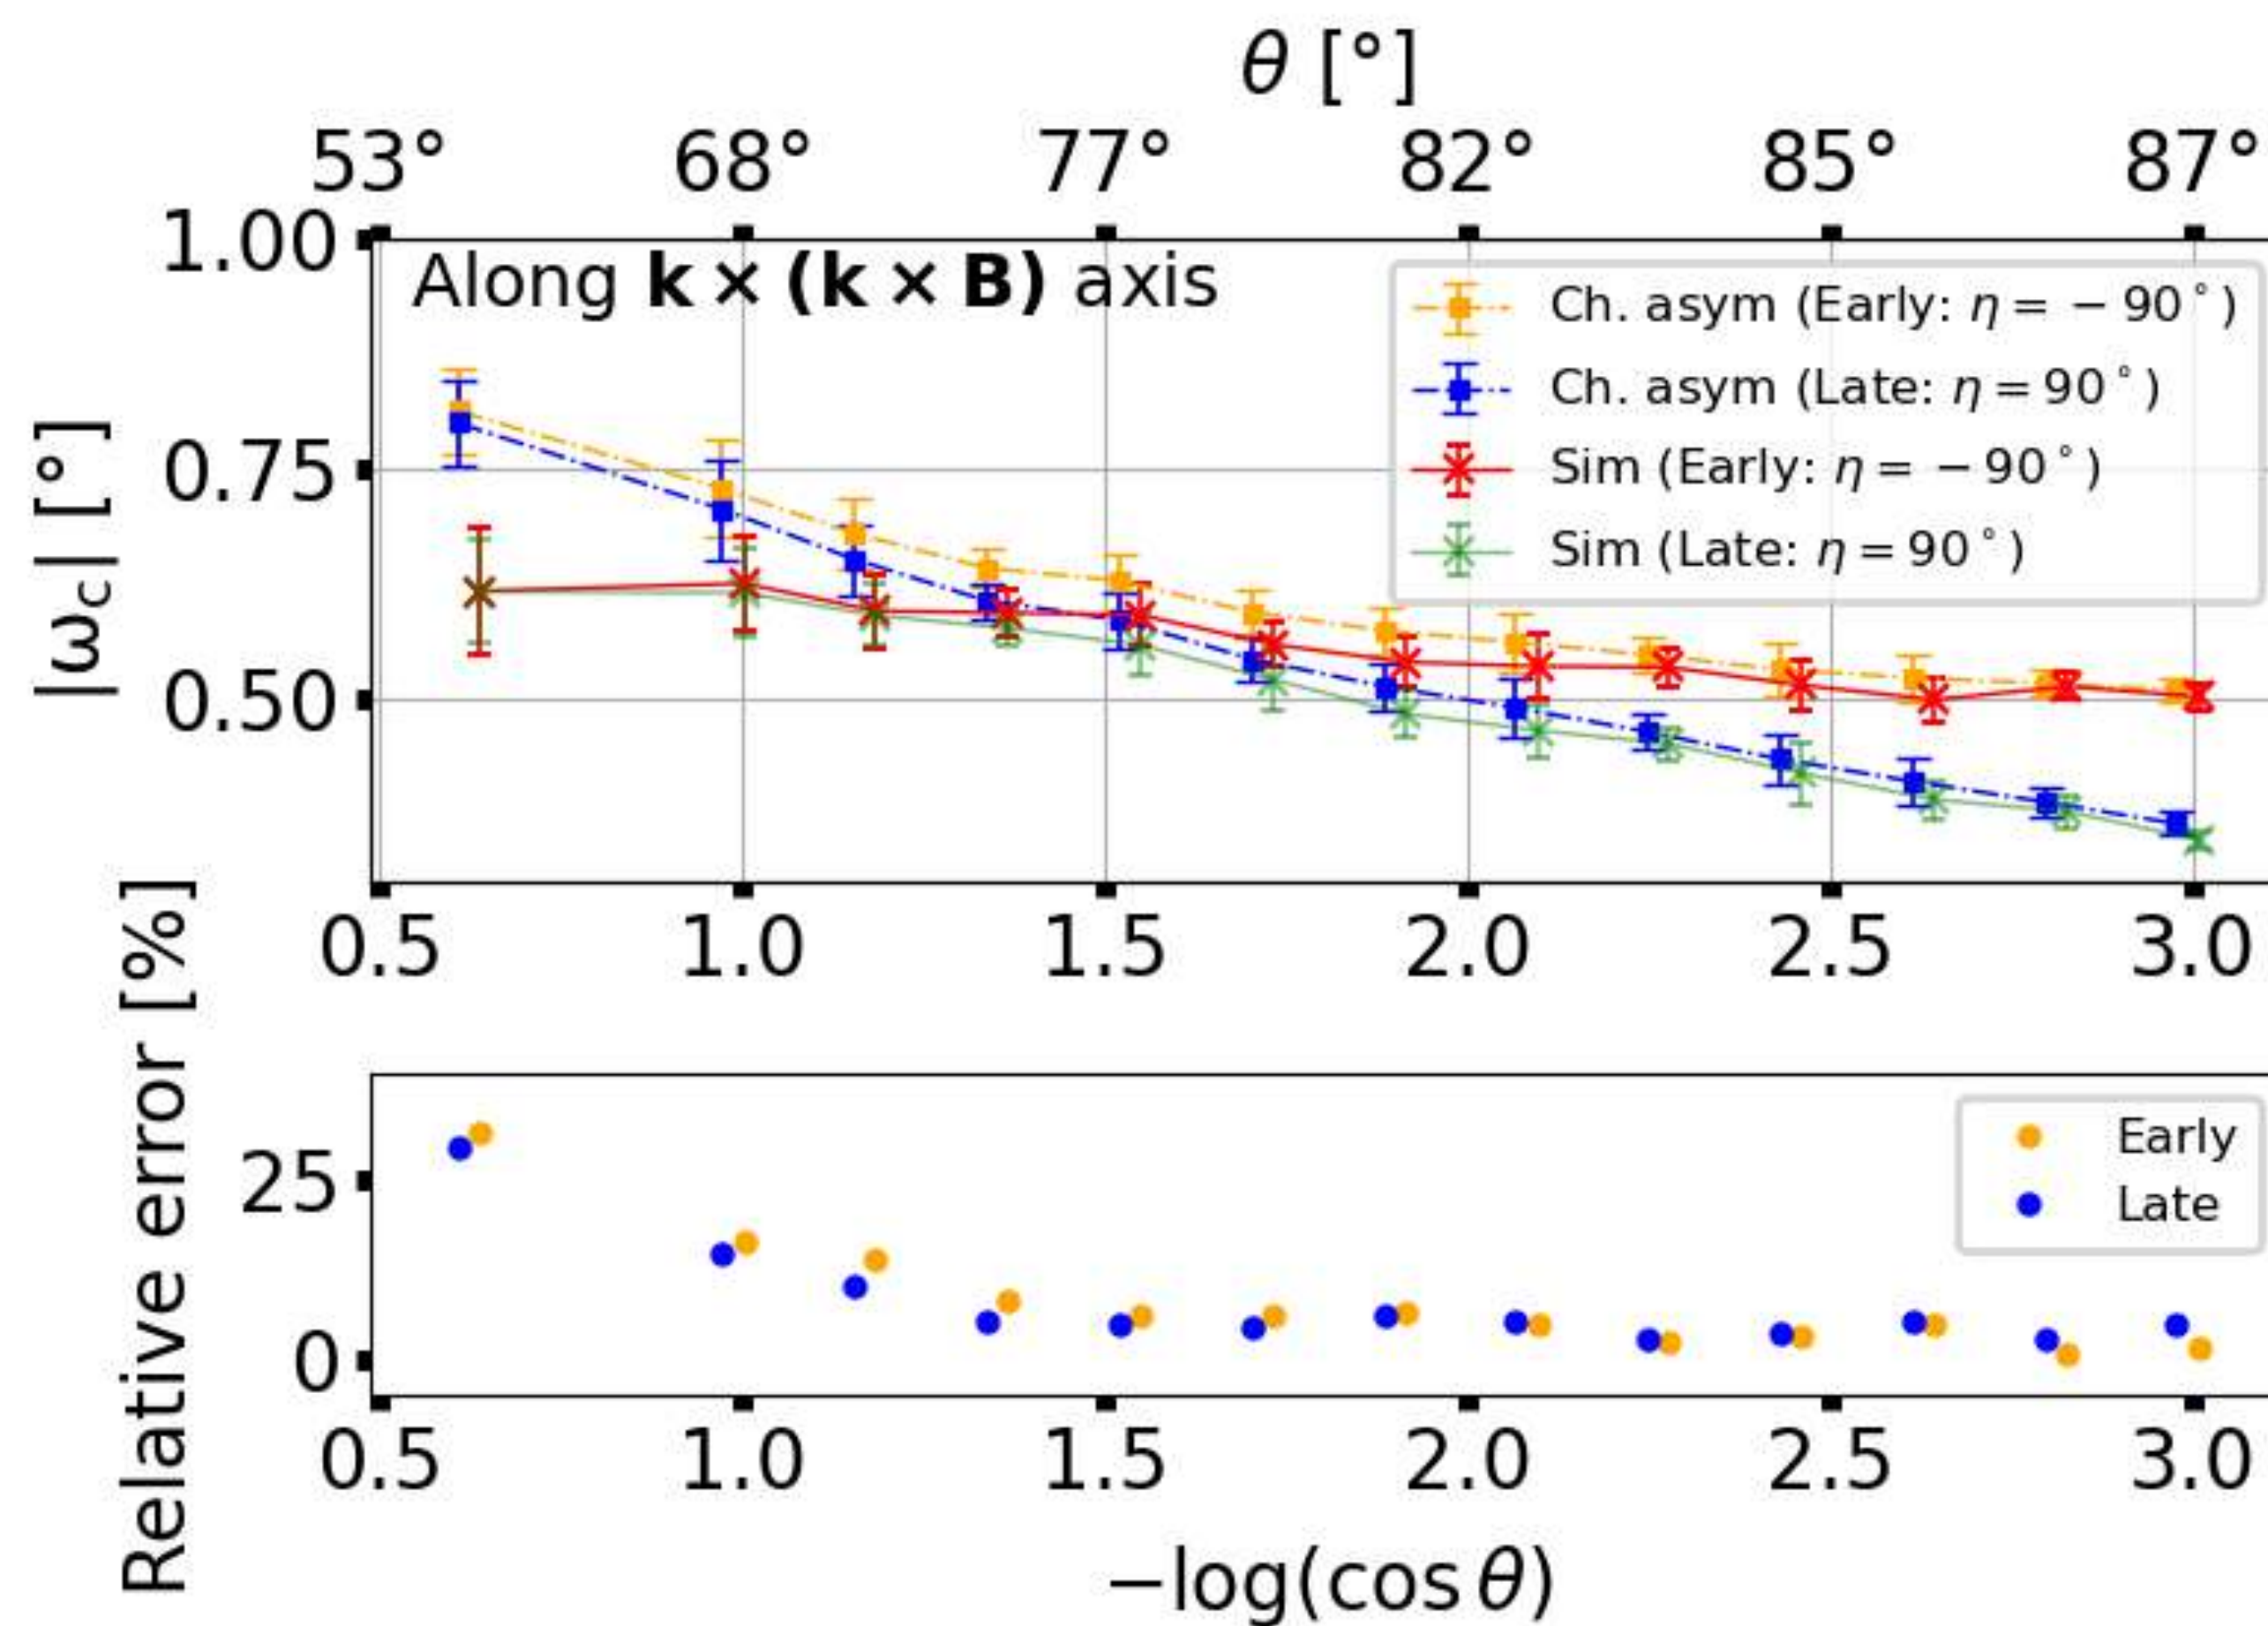 θ [°]
53° 68° 77° 82° 85° 87°
1.00
0.75
0.50
|ω_c| [°]
Along k × (k × B) axis
Ch. asym (Early: η = − 90°)
Ch. asym (Late: η = 90°)
Sim (Early: η = − 90°)
Sim (Late: η = 90°)
0.5 1.0 1.5 2.0 2.5 3.0
Relative error [%]
25
0
Early
Late
0.5 1.0 1.5 2.0 2.5 3.0
−log(cos θ)